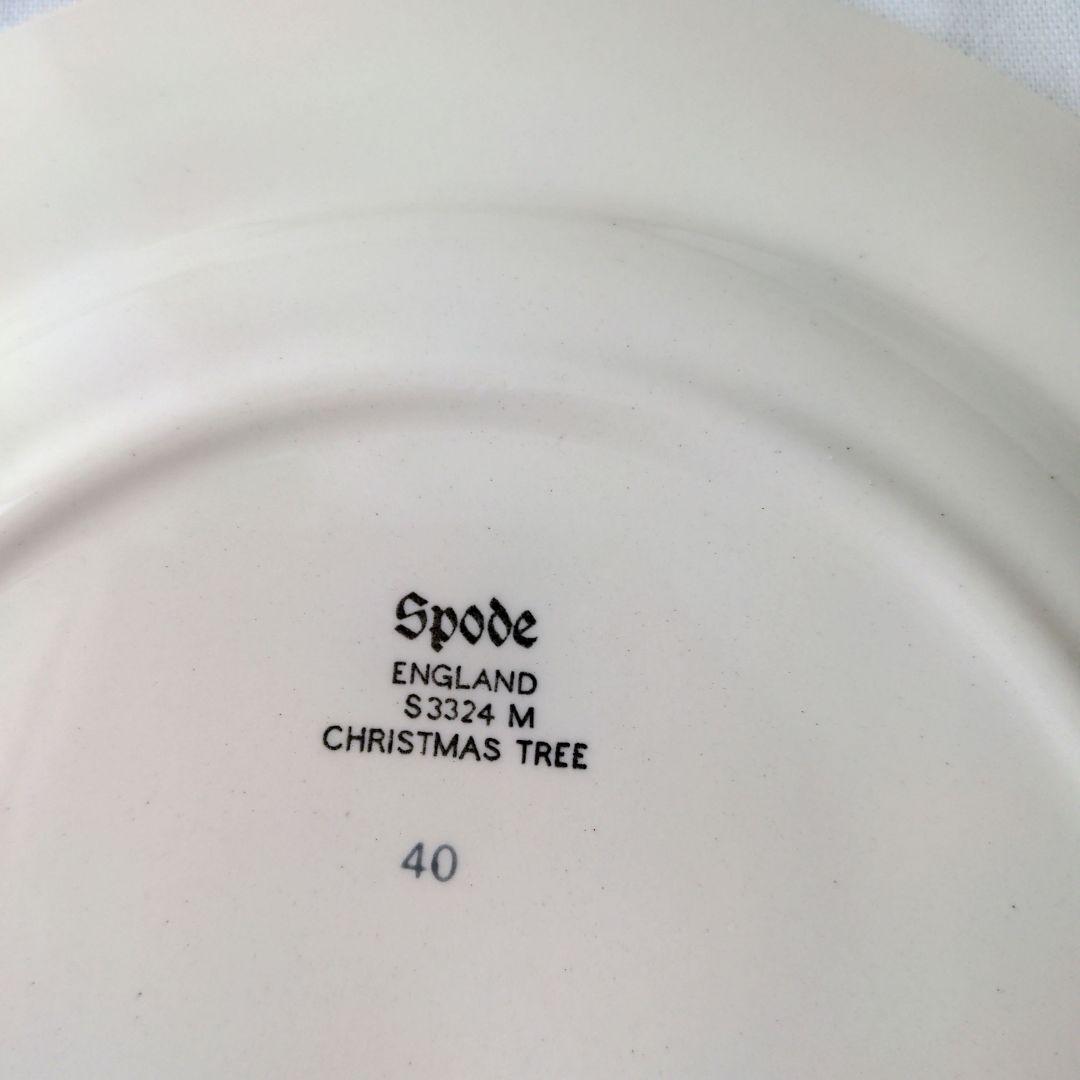 Spode
ENGLAND
S3324 M
CHRISTMAS TREE
40